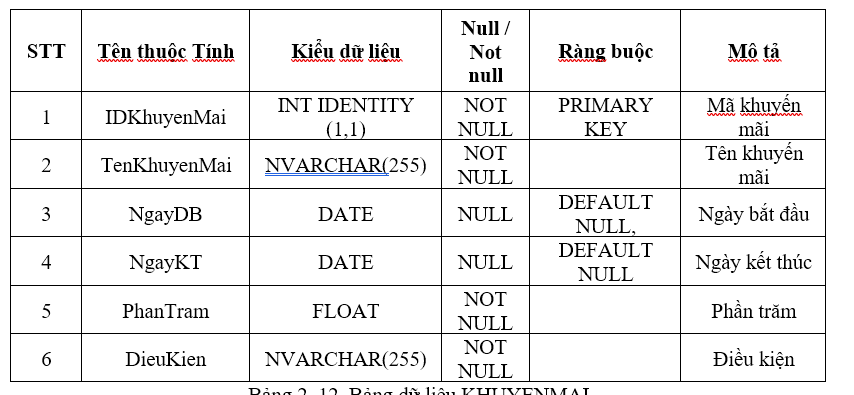 STT Tên thuộc Tính Kiểu dữ liệu Null / Not null Ràng buộc Mô tả
1 IDKhuyenMai INT IDENTITY (1,1) NOT NULL PRIMARY KEY Mã khuyến mãi
2 TenKhuyenMai NVARCHAR(255) NOT NULL Tên khuyến mãi
3 NgayDB DATE NULL DEFAULT NULL, Ngày bắt đầu
4 NgayKT DATE NULL DEFAULT NULL Ngày kết thúc
5 PhanTram FLOAT NOT NULL Phần trăm
6 DieuKien NVARCHAR(255) NOT NULL Điều kiện
Bảng 2. 12. Bảng dữ liệu KHUYENMAI